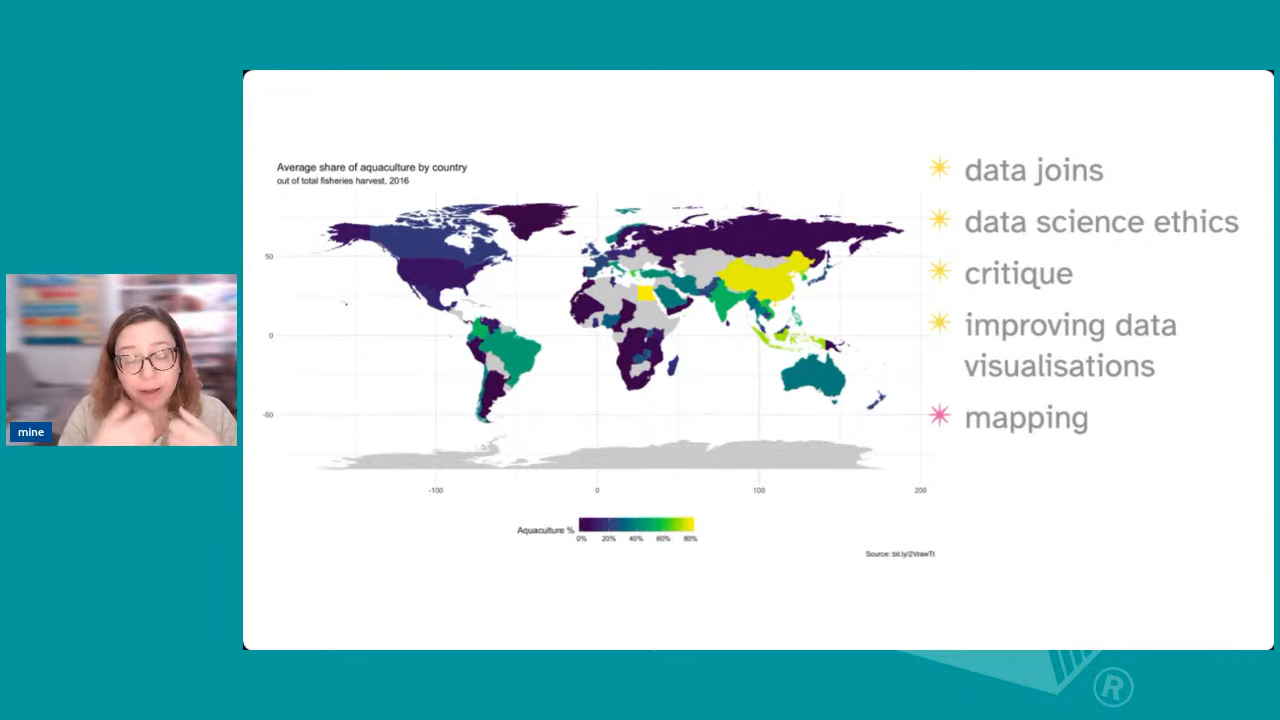 Average share of aquaculture by country
out of total fisheries harvest, 2016
50
0
-50
-100
0
100
200
Aquaculture %
0%
20%
40%
60%
80%
Source: bit.ly/2VrawTt
data joins
data science ethics
critique
improving data
visualisations
mapping
mine
®